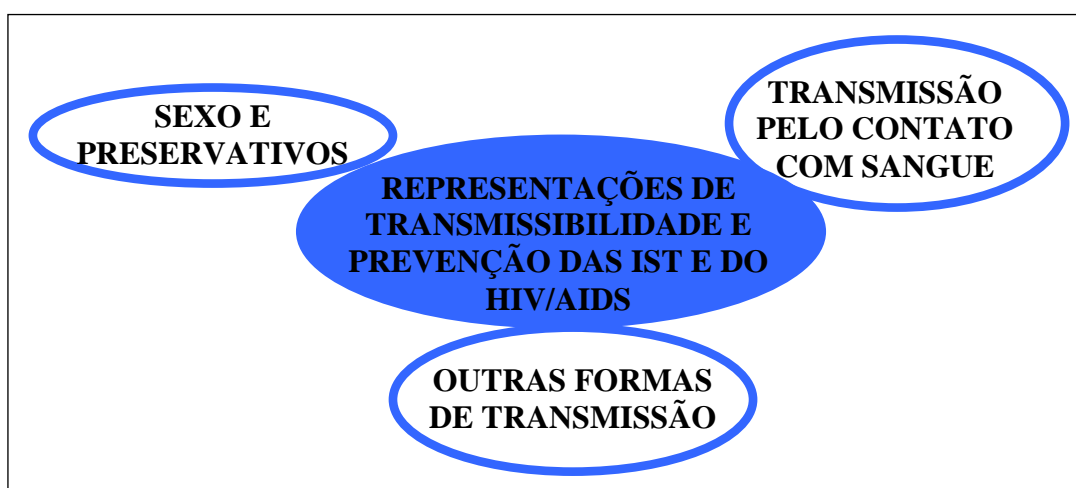 SEXO E
PRESERVATIVOS
TRANSMISSÃO
PELO CONTATO
COM SANGUE
REPRESENTAÇÕES DE
TRANSMISSIBILIDADE E
PREVENÇÃO DAS IST E DO
HIV/AIDS
OUTRAS FORMAS
DE TRANSMISSÃO